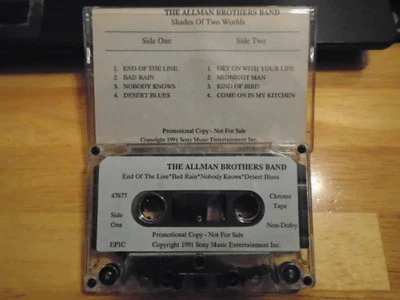 THE ALLMAN BROTHERS BAND
Shades Of Two Worlds
Side One Side Two
1. END OF THE LINE 1. GET ON WITH YOUR LIFE
2. BAD RAIN 2. MIDNIGHT MAN
3. NOBODY KNOWS 3. KIND OF BIRD
4. DESERT BLUES 4. COME ON IN MY KITCHEN
Promotional Copy - Not For Sale
Copyright 1991 Sony Music Entertainment Inc.
THE ALLMAN BROTHERS BAND
End Of The Line*Bad Rain*Nobody Knows*Desert Blues
47877 Chrome
Tape
Side
One Non-Dolby
Promotional Copy - Not For Sale
EPIC Copyright 1991 Sony Music Entertainment Inc.